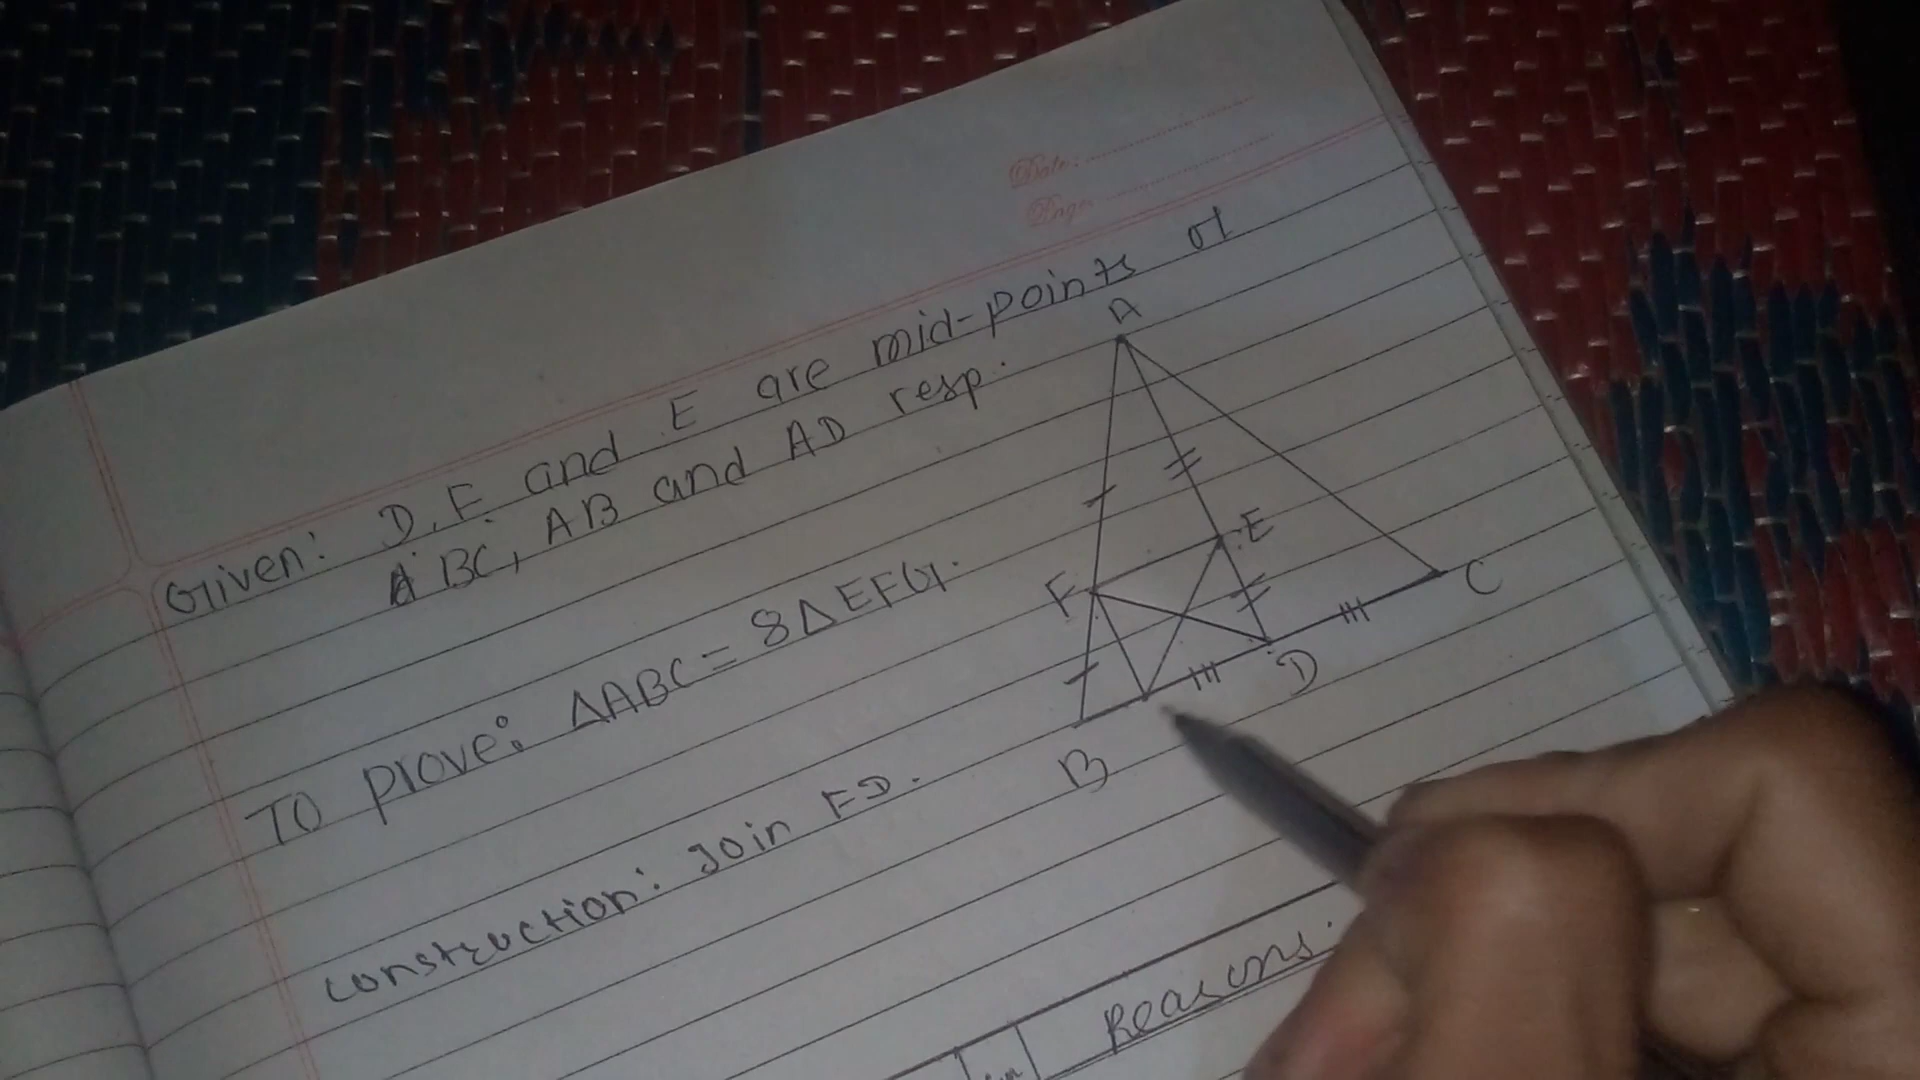 Date:
Page:
Given: D, F and E are mid-points of
BC, AB and AD resp.
To prove: ΔABC = 8ΔEFG.
construction: Join FD.
A
E
F
C
D
B
Reasons.